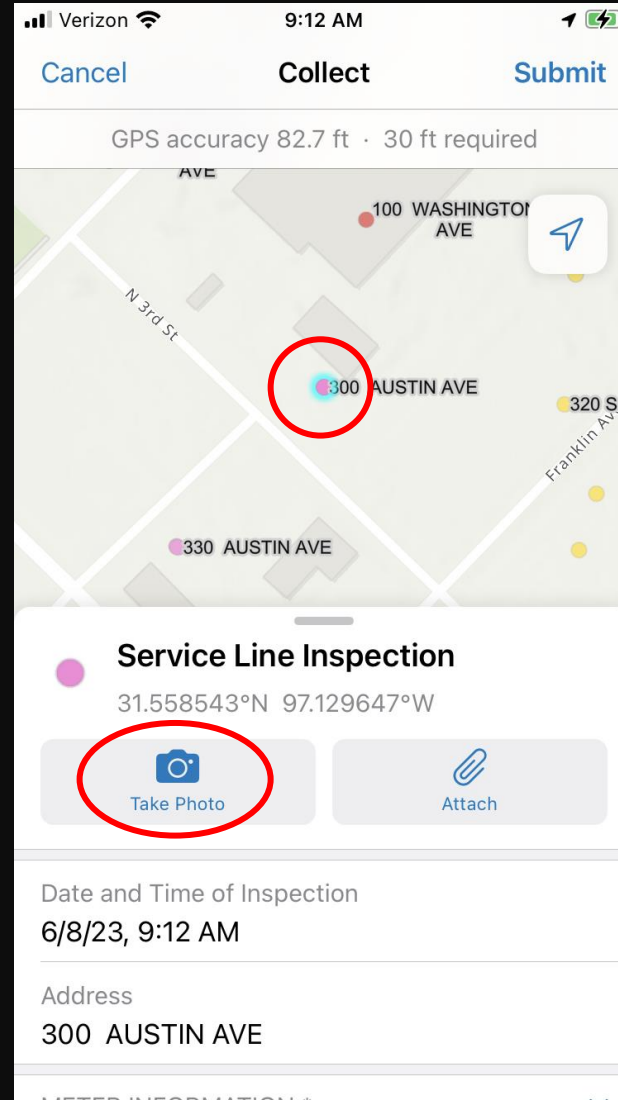 Verizon 9:12 AM
Cancel Collect Submit
GPS accuracy 82.7 ft · 30 ft required
AVE
100 WASHINGTON
AVE
N 3rd St
300 AUSTIN AVE
320 S
Franklin Av
330 AUSTIN AVE
Service Line Inspection
31.558543°N 97.129647°W
Take Photo Attach
Date and Time of Inspection
6/8/23, 9:12 AM
Address
300 AUSTIN AVE
METER INFORMATION *